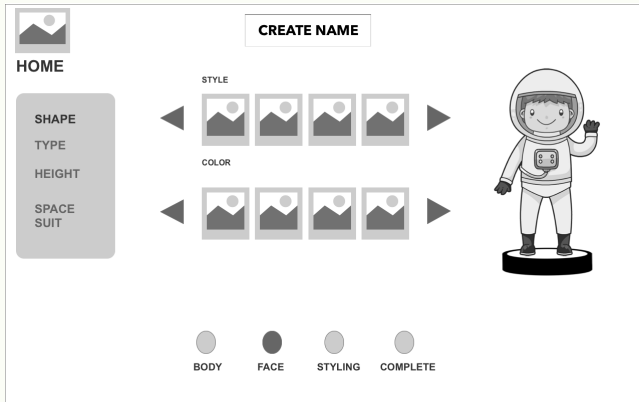 CREATE NAME
HOME
STYLE
SHAPE
TYPE
HEIGHT
SPACE
SUIT
COLOR
BODY
FACE
STYLING
COMPLETE